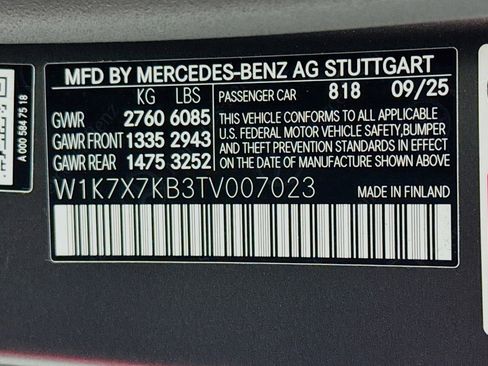 MFD BY MERCEDES-BENZ AG STUTTGART
KG LBS PASSENGER CAR 818 09/25
GVWR 2760 6085
GAWR FRONT 1335 2943
GAWR REAR 1475 3252
THIS VEHICLE CONFORMS TO ALL APPLICABLE
U.S. FEDERAL MOTOR VEHICLE SAFETY,BUMPER
AND THEFT PREVENTION STANDARDS IN EFFECT
ON THE DATE OF MANUFACTURE SHOWN ABOVE.
W1K7X7KB3TV007023 MADE IN FINLAND
A 000 584 75 18